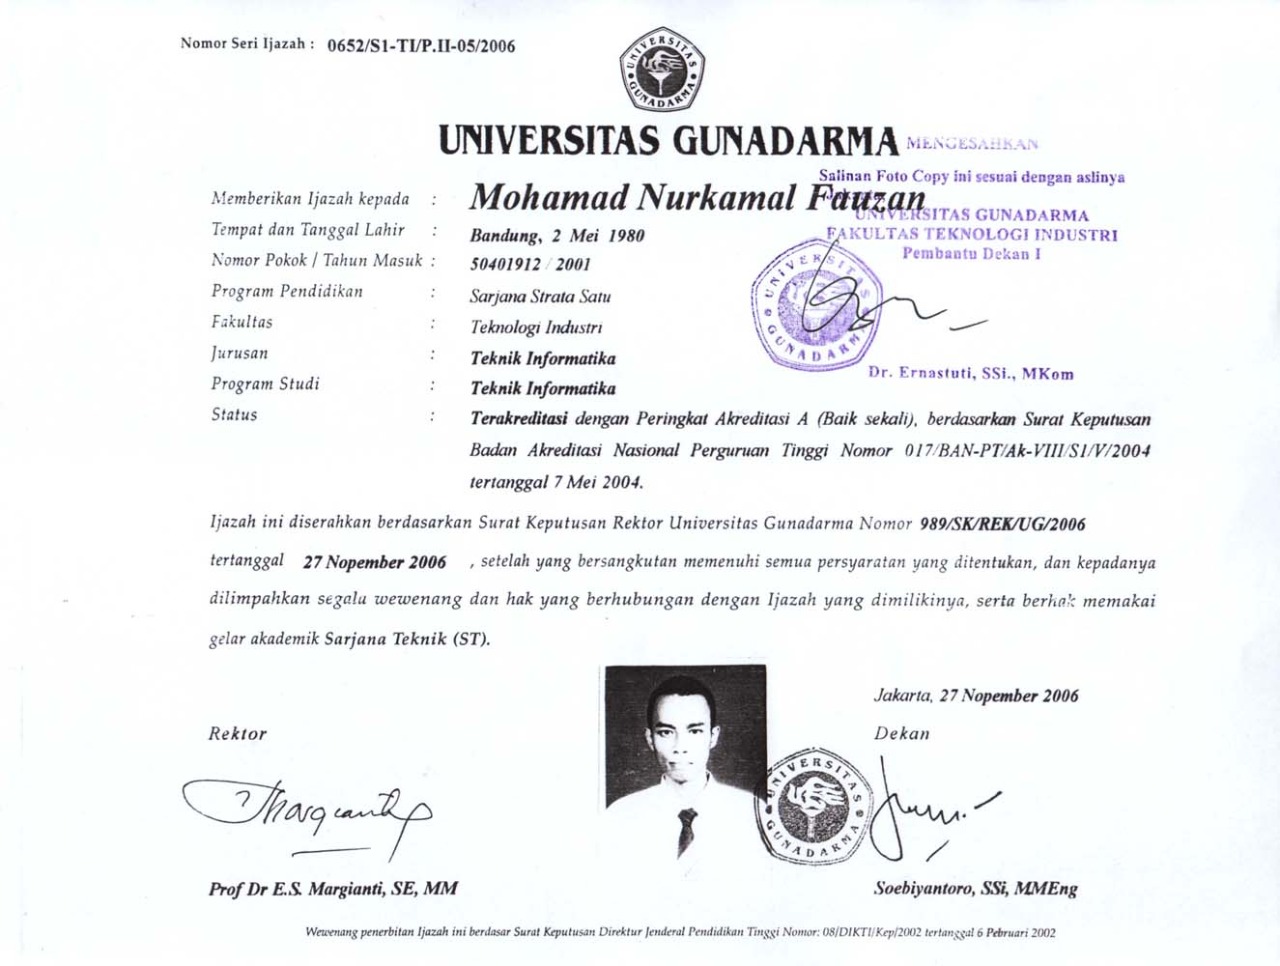 Nomor Seri Ijazah : 0652/S1-TI/P.II-05/2006
UNIVERSITAS GUNADARMA
UNIVERSITAS GUNADARMA
MENGESAHKAN
Salinan Foto Copy ini sesuai dengan aslinya
UNIVERSITAS GUNADARMA
FAKULTAS TEKNOLOGI INDUSTRI
Pembantu Dekan I
UNIVERSITAS GUNADARMA
Dr. Ernastuti, SSi., MKom
Memberikan Ijazah kepada : Mohamad Nurkamal Fauzan
Tempat dan Tanggal Lahir : Bandung, 2 Mei 1980
Nomor Pokok / Tahun Masuk : 50401912 / 2001
Program Pendidikan : Sarjana Strata Satu
Fakultas : Teknologi Industri
Jurusan : Teknik Informatika
Program Studi : Teknik Informatika
Status : Terakreditasi dengan Peringkat Akreditasi A (Baik sekali), berdasarkan Surat Keputusan
Badan Akreditasi Nasional Perguruan Tinggi Nomor 017/BAN-PT/Ak-VIII/S1/V/2004
tertanggal 7 Mei 2004.
Ijazah ini diserahkan berdasarkan Surat Keputusan Rektor Universitas Gunadarma Nomor 989/SK/REK/UG/2006
tertanggal 27 Nopember 2006 , setelah yang bersangkutan memenuhi semua persyaratan yang ditentukan, dan kepadanya
dilimpahkan segala wewenang dan hak yang berhubungan dengan Ijazah yang dimilikinya, serta berhak memakai
gelar akademik Sarjana Teknik (ST).
Jakarta, 27 Nopember 2006
Rektor
Dekan
UNIVERSITAS GUNADARMA
Prof Dr E.S. Margianti, SE, MM
Soebiyantoro, SSi, MMEng
Wewenang penerbitan Ijazah ini berdasar Surat Keputusan Direktur Jenderal Pendidikan Tinggi Nomor: 08/DIKTI/Kep/2002 tertanggal 6 Pebruari 2002